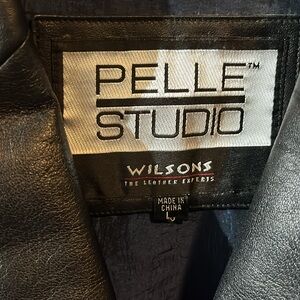 PELLE™
STUDIO
WILSONS
THE LEATHER EXPERTS
MADE IN
CHINA
L